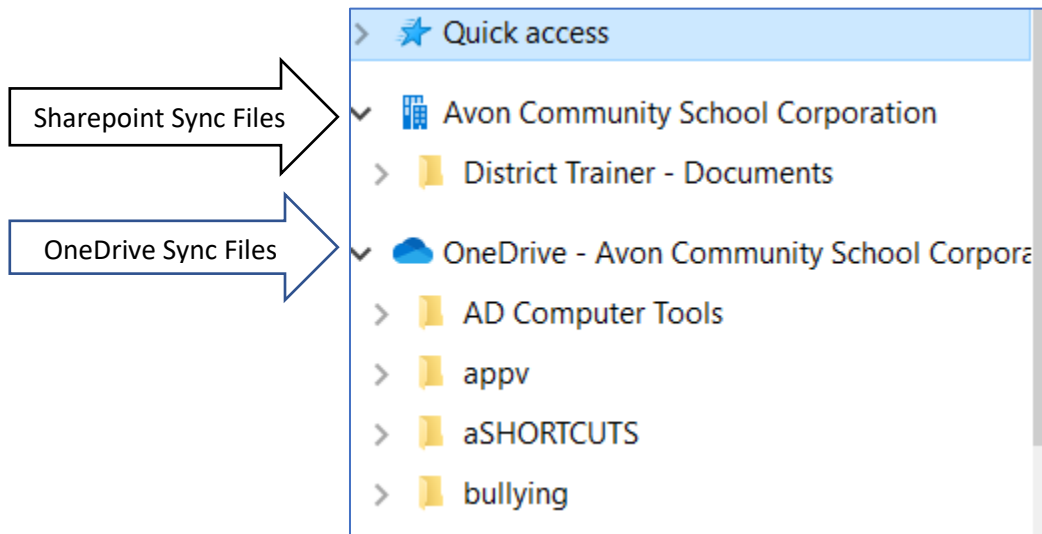 Quick access
Sharepoint Sync Files
Avon Community School Corporation
District Trainer - Documents
OneDrive Sync Files
OneDrive - Avon Community School Corpora
AD Computer Tools
appv
aSHORTCUTS
bullying